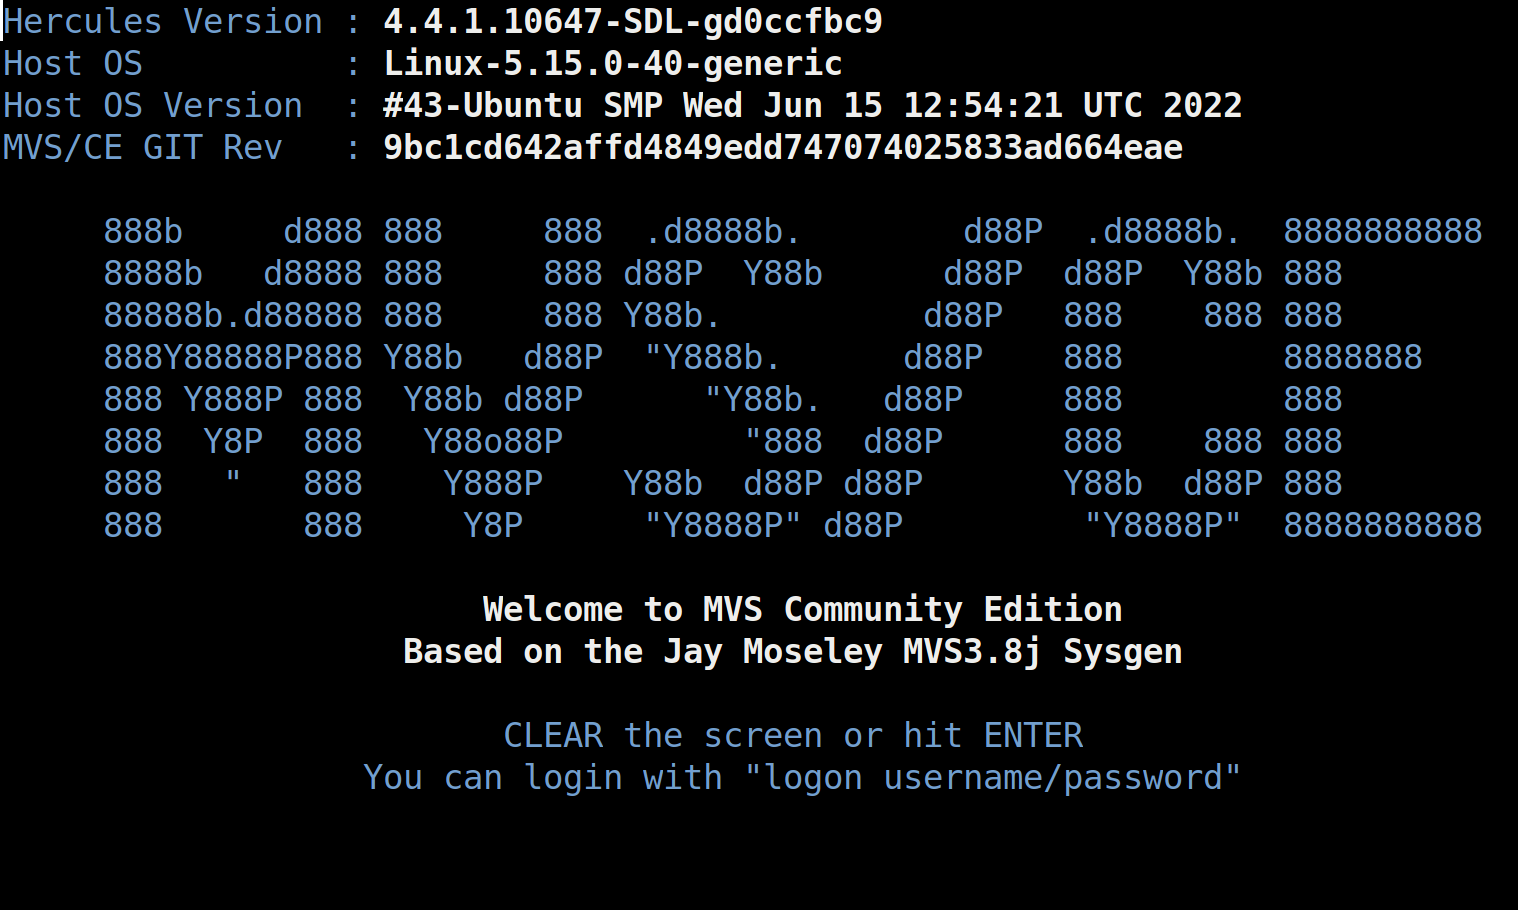 Hercules Version : 4.4.1.10647-SDL-gd0ccfbc9
Host OS          : Linux-5.15.0-40-generic
Host OS Version  : #43-Ubuntu SMP Wed Jun 15 12:54:21 UTC 2022
MVS/CE GIT Rev   : 9bc1cd642affd4849edd747074025833ad664eae

     888b     d888 888     888  .d8888b.        d88P  .d8888b.  8888888888
     8888b   d8888 888     888 d88P  Y88b      d88P  d88P  Y88b 888
     88888b.d88888 888     888 Y88b.          d88P   888    888 888
     888Y88888P888 Y88b   d88P  "Y888b.      d88P    888        8888888
     888 Y888P 888  Y88b d88P      "Y88b.   d88P     888        888
     888  Y8P  888   Y88o88P         "888  d88P      888    888 888
     888   "   888    Y888P    Y88b  d88P d88P       Y88b  d88P 888
     888       888     Y8P      "Y8888P" d88P         "Y8888P"  8888888888

                        Welcome to MVS Community Edition
                    Based on the Jay Moseley MVS3.8j Sysgen

                         CLEAR the screen or hit ENTER
                  You can login with "logon username/password"